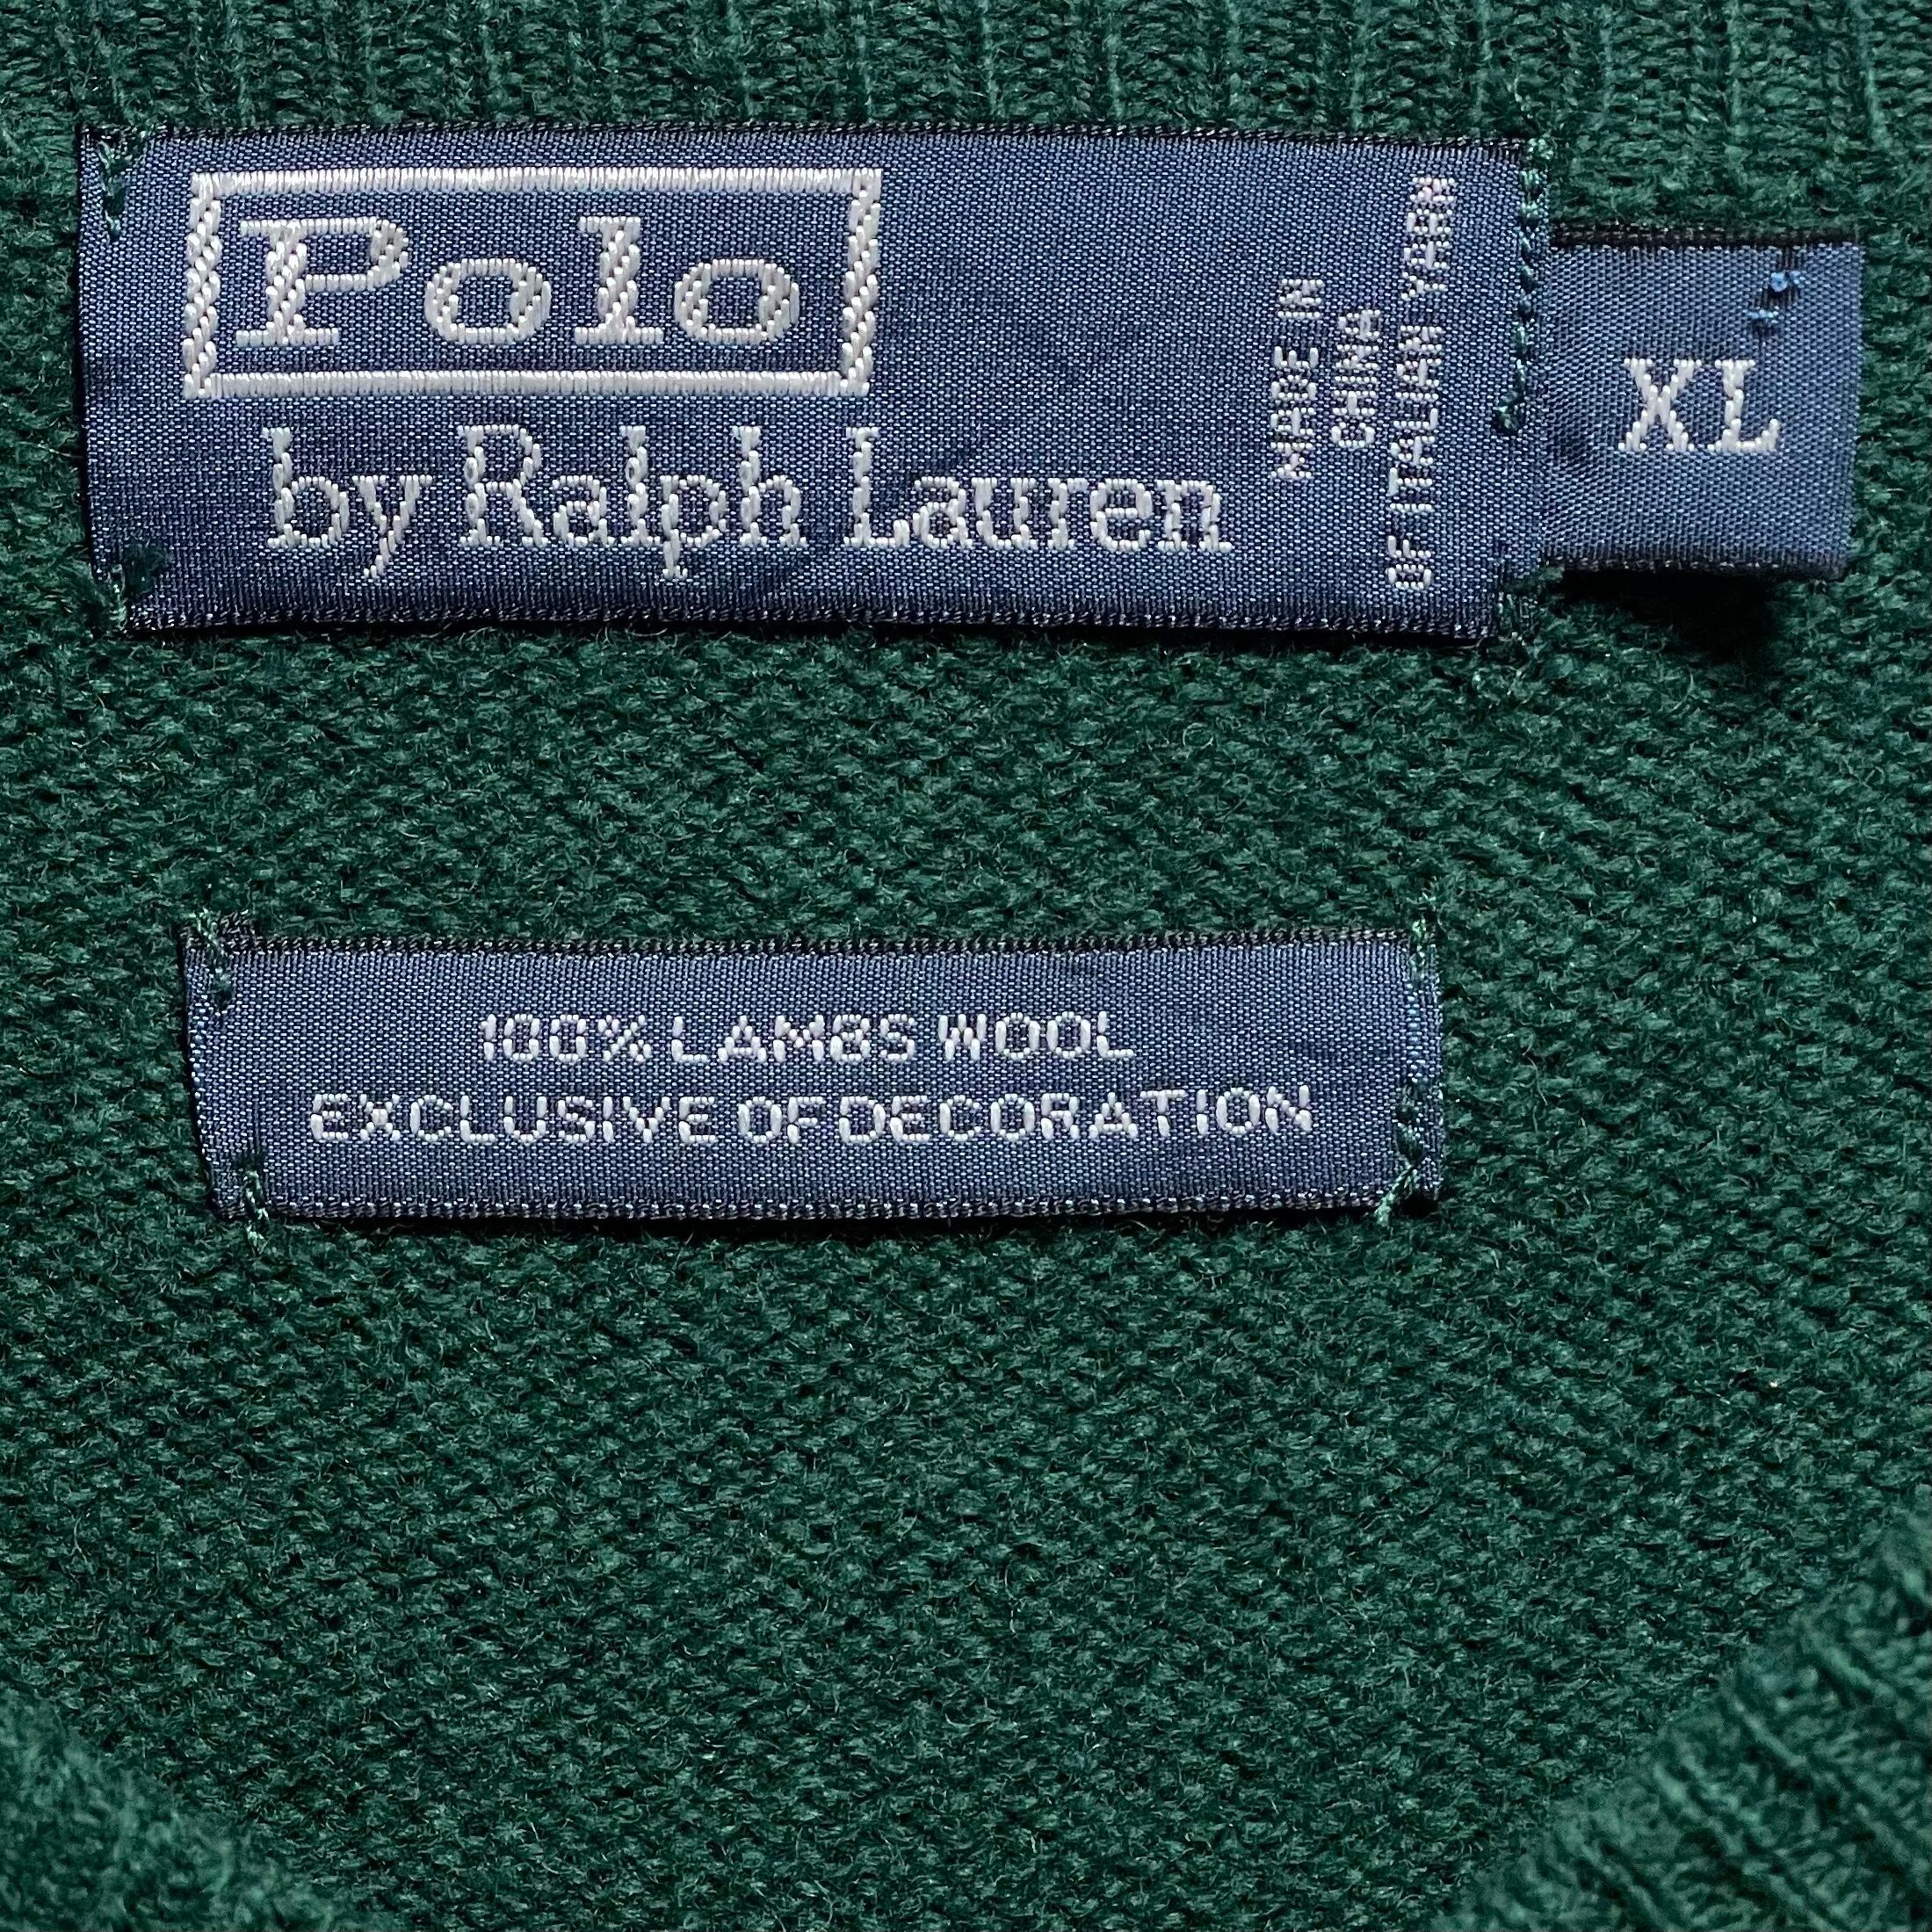 Polo
by Ralph Lauren
MADE IN
CHINA
OF ITALIAN YARN
XL
100% LAMBS WOOL
EXCLUSIVE OF DECORATION